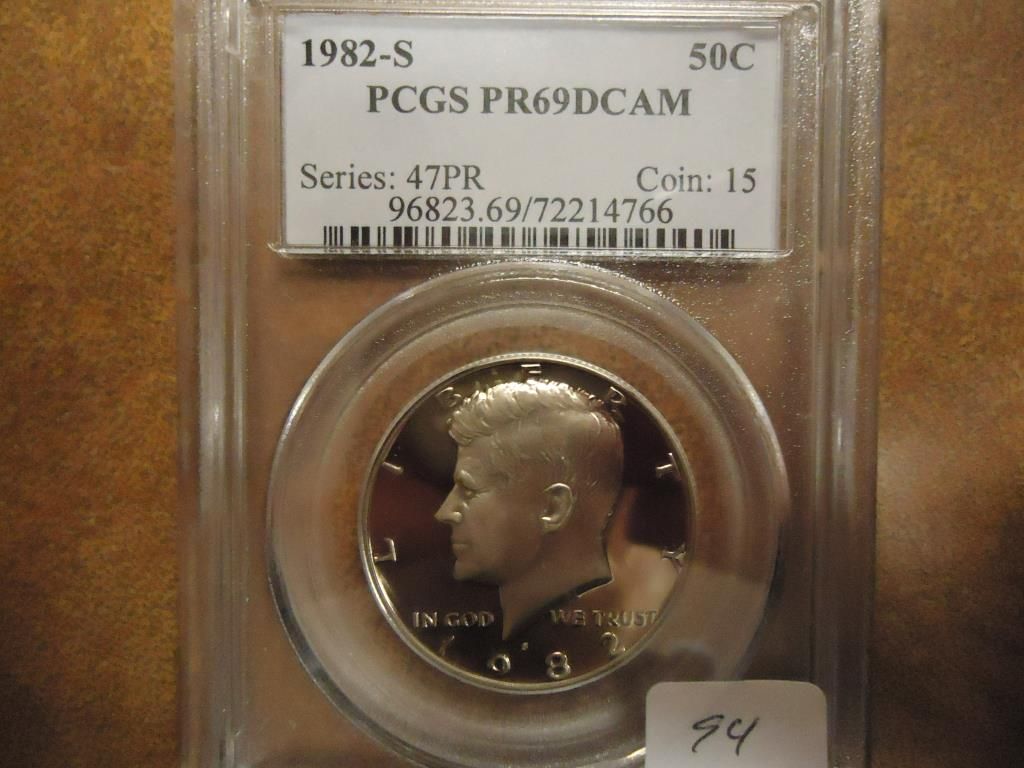 1982-S 50C
PCGS PR69DCAM
Series: 47PR Coin: 15
96823.69/72214766
LIBERTY
IN GOD WE TRUST
1982
94